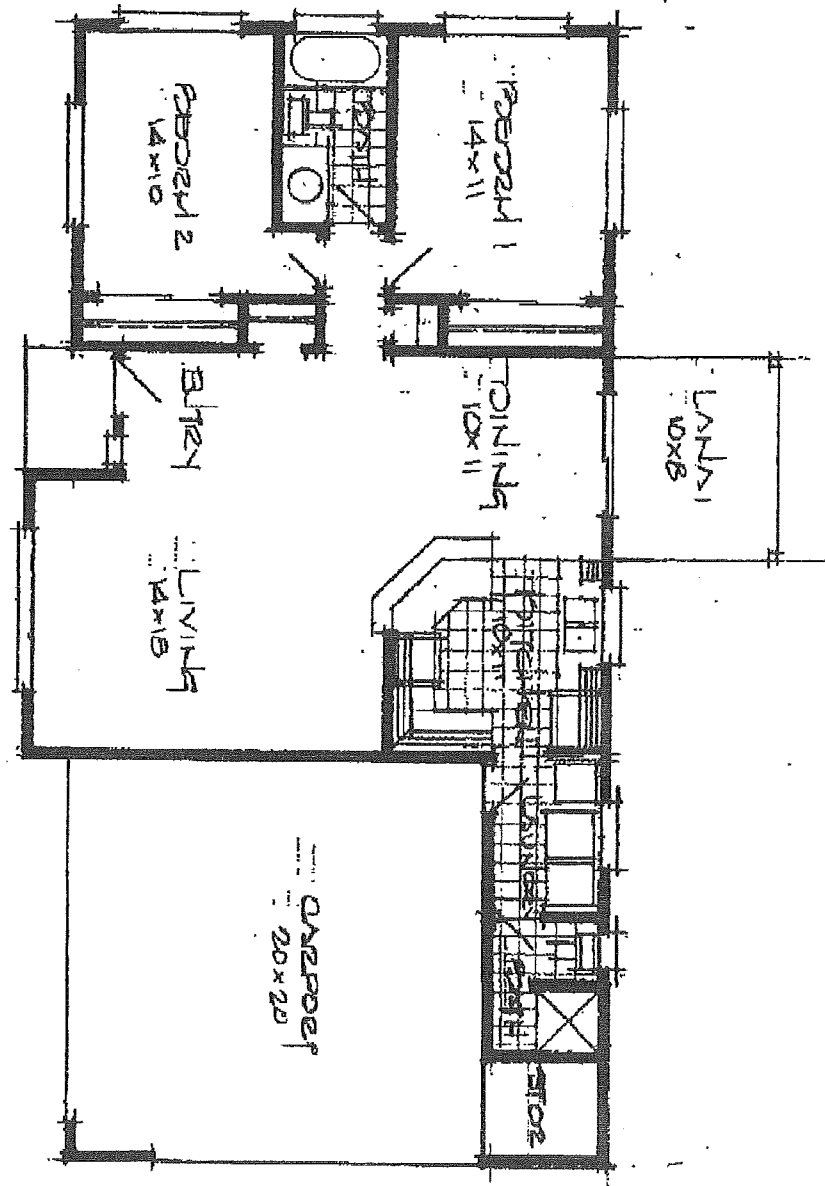 BEDRM 1
14x11
BATH
BEDRM 2
14x10
LANAI
10x8
DINING
10x11
ENTRY
KITCHEN
10x11
LIVING
14x18
LAUNDRY
BATH
STOR
CARPORT
20x20